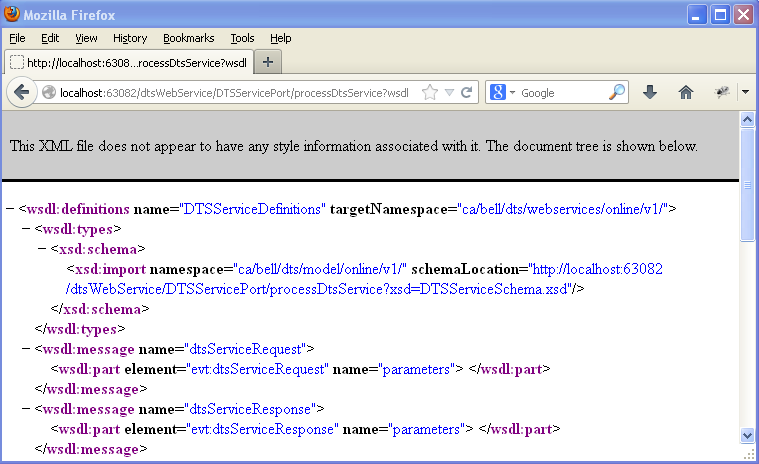 Mozilla Firefox
File Edit View History Bookmarks Tools Help
http://localhost:6308...rocessDtsService?wsdl
localhost:63082/dtsWebService/DTSServicePort/processDtsService?wsdl Google
This XML file does not appear to have any style information associated with it. The document tree is shown below.
− <wsdl:definitions name="DTSServiceDefinitions" targetNamespace="ca/bell/dts/webservices/online/v1/">
− <wsdl:types>
− <xsd:schema>
<xsd:import namespace="ca/bell/dts/model/online/v1/" schemaLocation="http://localhost:63082
/dtsWebService/DTSServicePort/processDtsService?xsd=DTSServiceSchema.xsd"/>
</xsd:schema>
</wsdl:types>
− <wsdl:message name="dtsServiceRequest">
<wsdl:part element="evt:dtsServiceRequest" name="parameters"> </wsdl:part>
</wsdl:message>
− <wsdl:message name="dtsServiceResponse">
<wsdl:part element="evt:dtsServiceResponse" name="parameters"> </wsdl:part>
</wsdl:message>